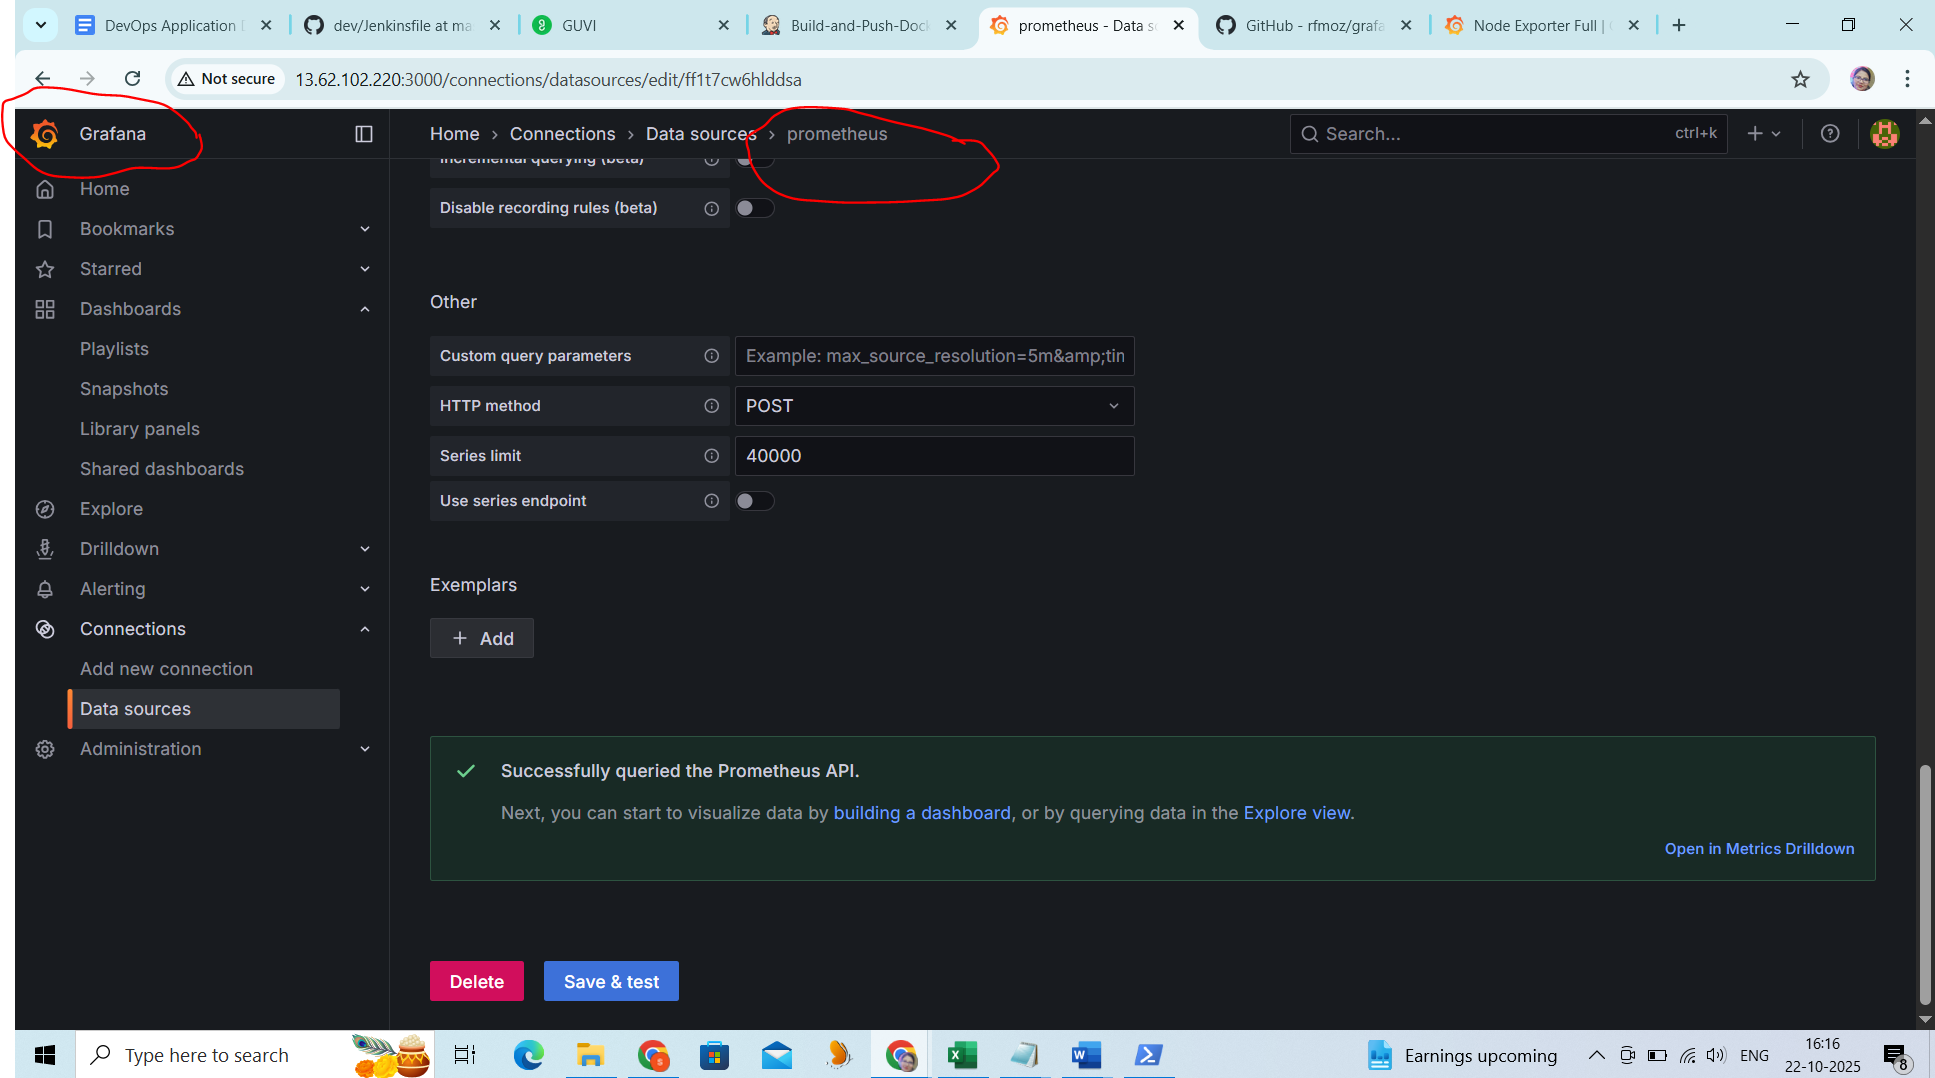 DevOps Application D
dev/Jenkinsfile at ma
GUVI
Build-and-Push-Dock
prometheus - Data so
GitHub - rfmoz/grafa
Node Exporter Full |
Not secure
13.62.102.220:3000/connections/datasources/edit/ff1t7cw6hlddsa
Grafana
Home › Connections › Data sources › prometheus
Search...
ctrl+k
Home
Bookmarks
Starred
Dashboards
Playlists
Snapshots
Library panels
Shared dashboards
Explore
Drilldown
Alerting
Connections
Add new connection
Data sources
Administration
Incremental querying (beta)
Disable recording rules (beta)
Other
Custom query parameters
Example: max_source_resolution=5m&amp;tim
HTTP method
POST
Series limit
40000
Use series endpoint
Exemplars
+ Add
Successfully queried the Prometheus API.
Next, you can start to visualize data by building a dashboard, or by querying data in the Explore view.
Open in Metrics Drilldown
Delete
Save & test
Type here to search
Earnings upcoming
ENG
16:16
22-10-2025
8